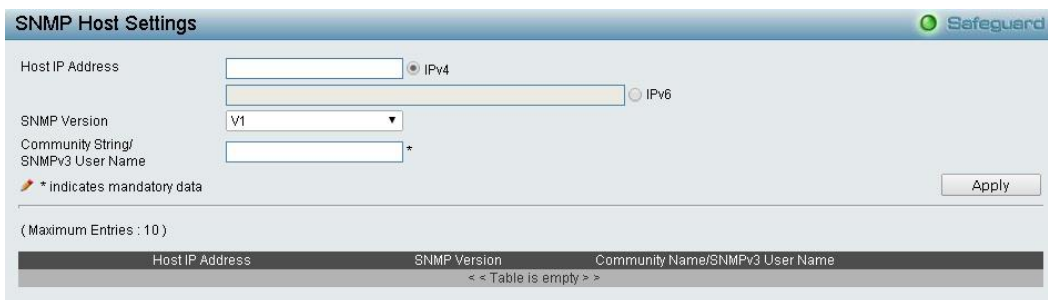 SNMP Host Settings
Safeguard
Host IP Address
IPv4
IPv6
SNMP Version
V1
Community String/
SNMPv3 User Name
*
* indicates mandatory data
Apply
( Maximum Entries : 10 )
Host IP Address SNMP Version Community Name/SNMPv3 User Name
< < Table is empty > >